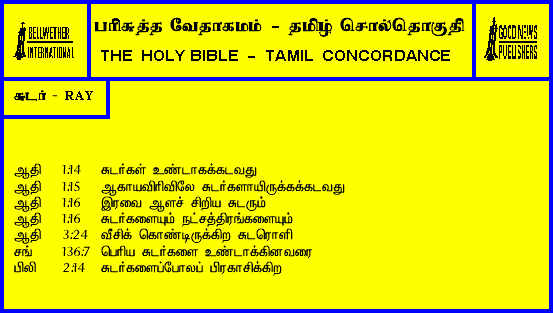 BELLWETHER
INTERNATIONAL
பரிசுத்த வேதாகமம் - தமிழ் சொல்தொகுதி
THE HOLY BIBLE - TAMIL CONCORDANCE
GOOD NEWS
PUBLISHERS
சுடர் - RAY
ஆதி 1:14 சுடர்கள் உண்டாகக்கடவது
ஆதி 1:15 ஆகாயவிரிவிலே சுடர்களாயிருக்கக்கடவது
ஆதி 1:16 இரவை ஆளச் சிறிய சுடரும்
ஆதி 1:16 சுடர்களையும் நட்சத்திரங்களையும்
ஆதி 3:24 வீசிக் கொண்டிருக்கிற சுடரொளி
சங் 136:7 பெரிய சுடர்களை உண்டாக்கினவரை
பிலி 2:14 சுடர்களைப்போலப் பிரகாசிக்கிற